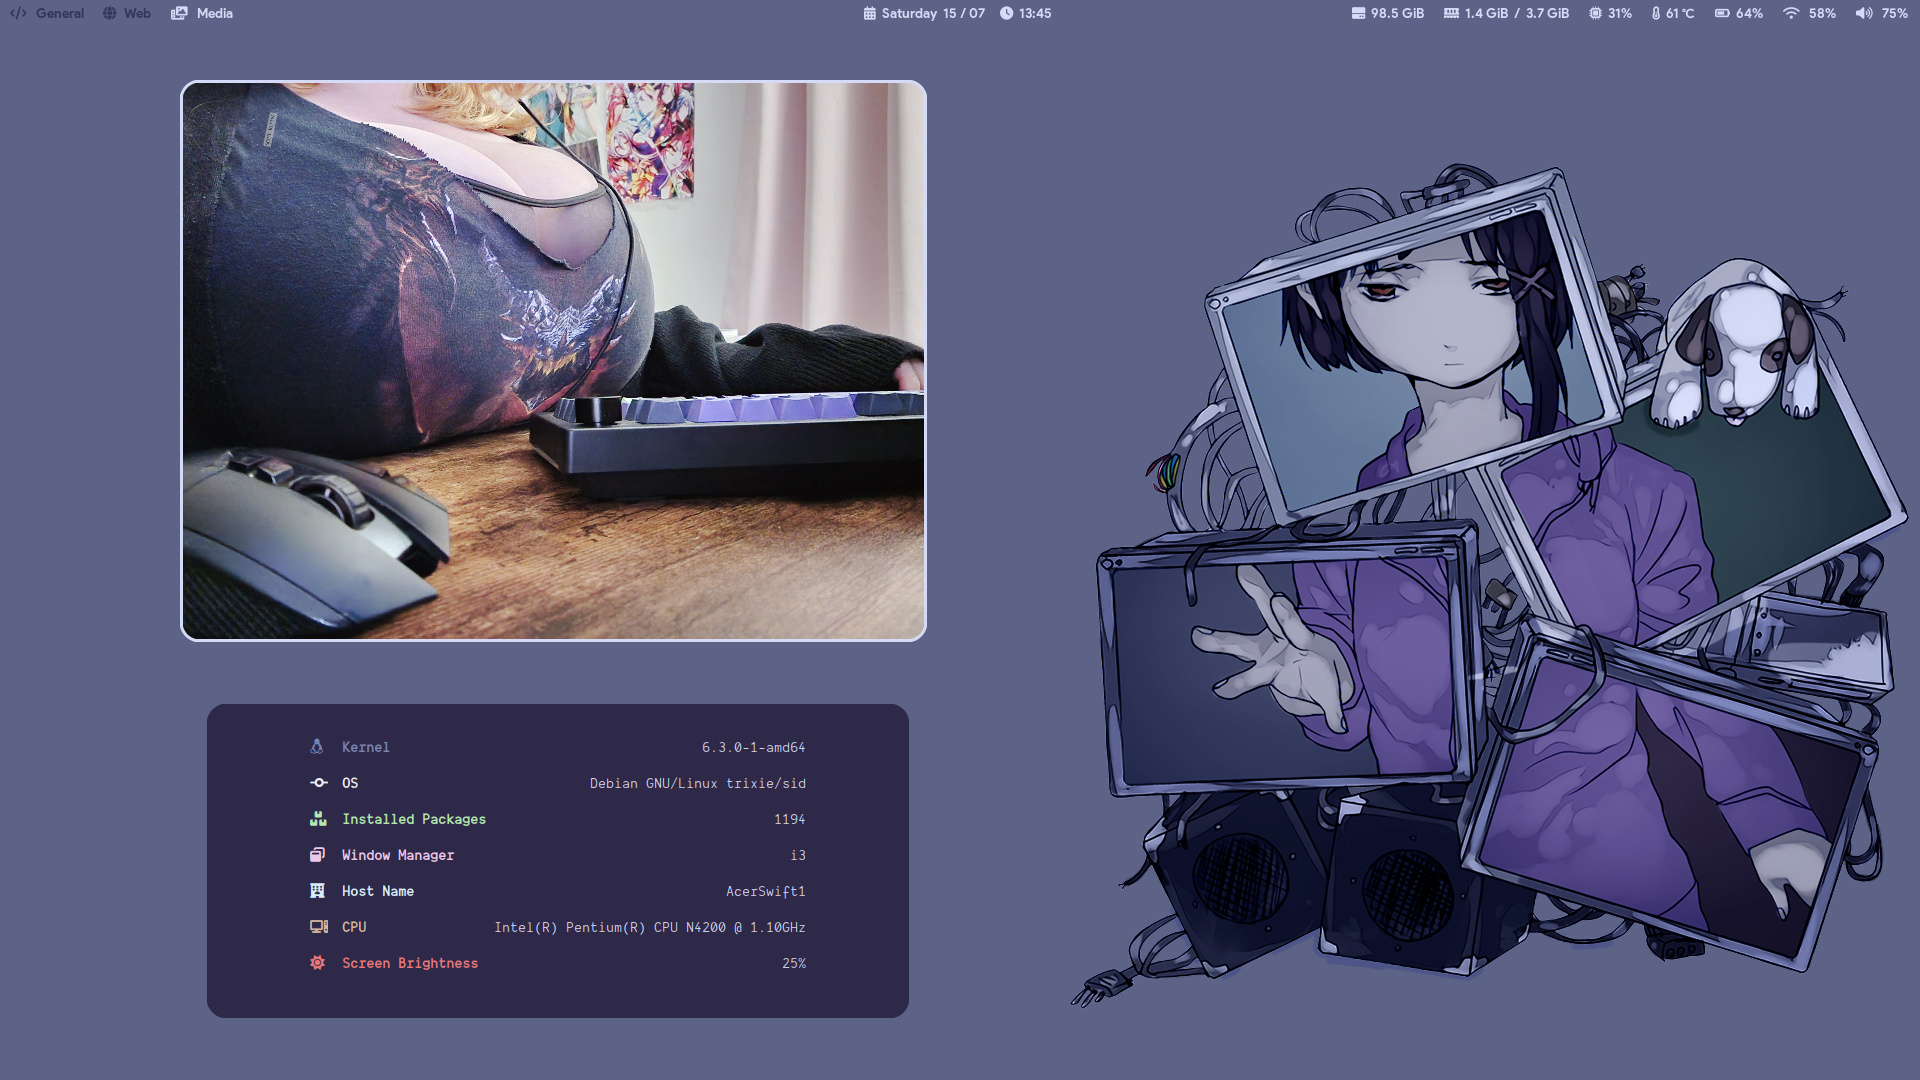 General Web Media Saturday 15 / 07 13:45 98.5 GiB 1.4 GiB / 3.7 GiB 31% 61 °C 64% 58% 75%
Kernel 6.3.0-1-amd64
OS Debian GNU/Linux trixie/sid
Installed Packages 1194
Window Manager i3
Host Name AcerSwift1
CPU Intel(R) Pentium(R) CPU N4200 @ 1.10GHz
Screen Brightness 25%